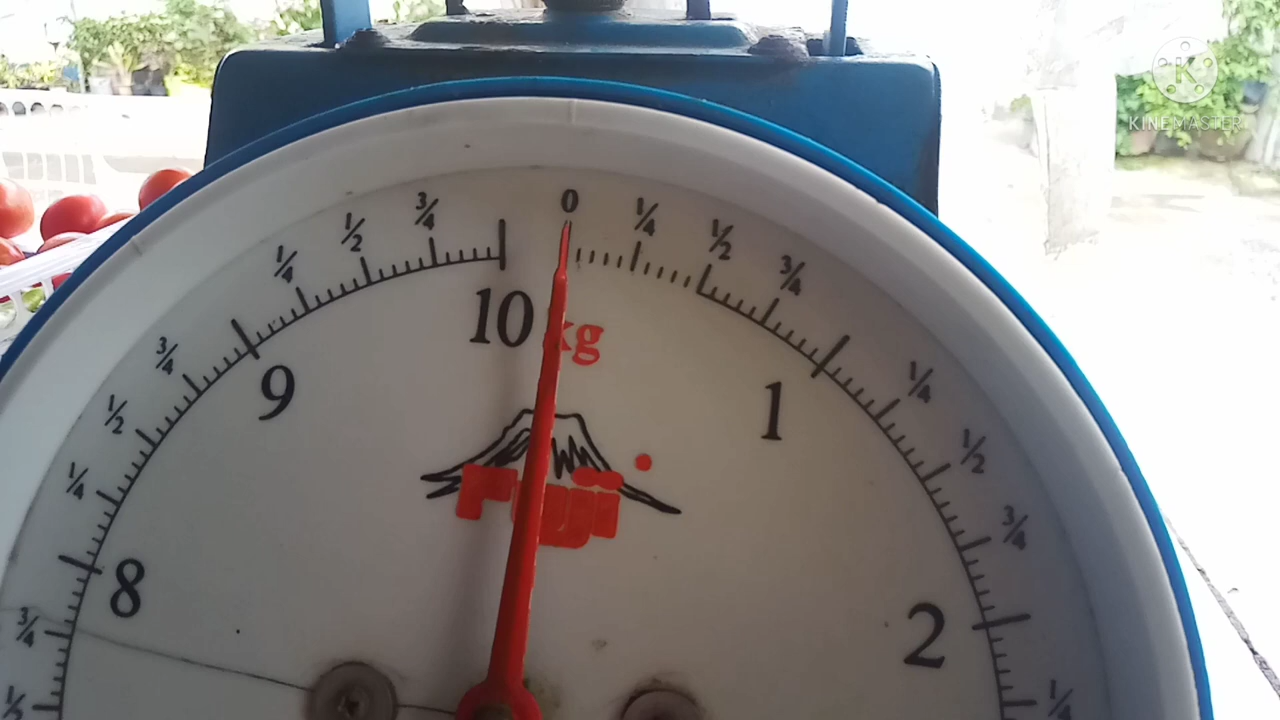 KINEMASTER
0
¼ ½ ¾ ¼ ½ ¾
10 kg
9 1
¾ ¼
½ ½
¼ ¾
Fuji
8 2
¾ ¼
½